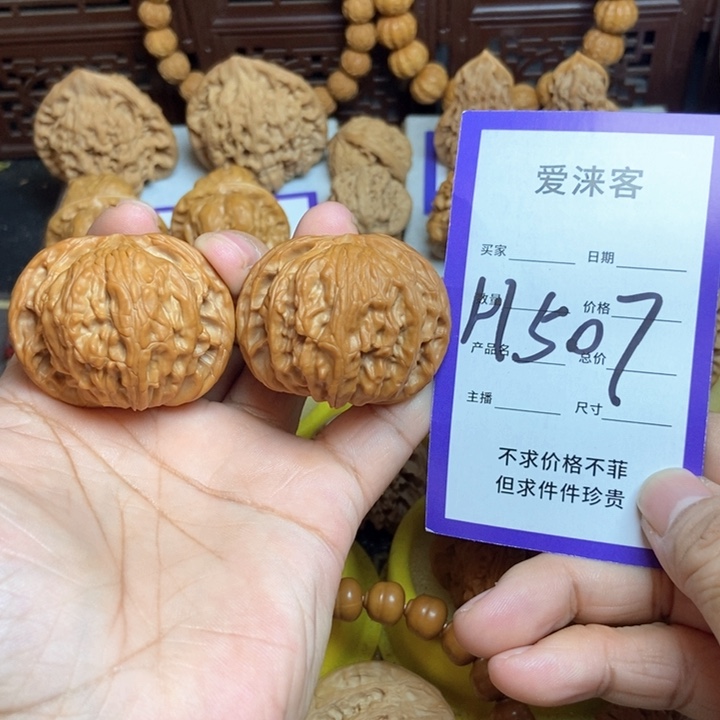 爱涞客
买家 日期
数量 价格
H507
产品名 总价
主播 尺寸
不求价格不菲
但求件件珍贵